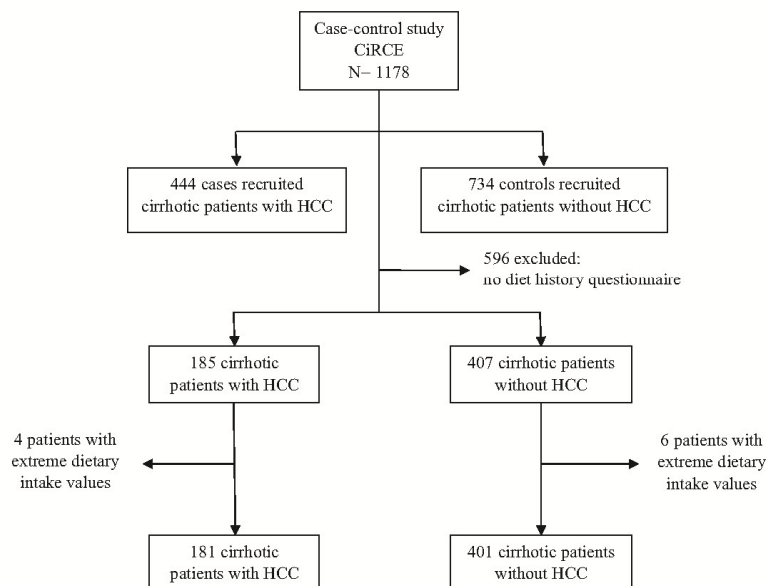 Case-control study
CiRCE
N– 1178
444 cases recruited
cirrhotic patients with HCC
734 controls recruited
cirrhotic patients without HCC
596 excluded:
no diet history questionnaire
185 cirrhotic
patients with HCC
407 cirrhotic patients
without HCC
4 patients with
extreme dietary
intake values
6 patients with
extreme dietary
intake values
181 cirrhotic
patients with HCC
401 cirrhotic patients
without HCC